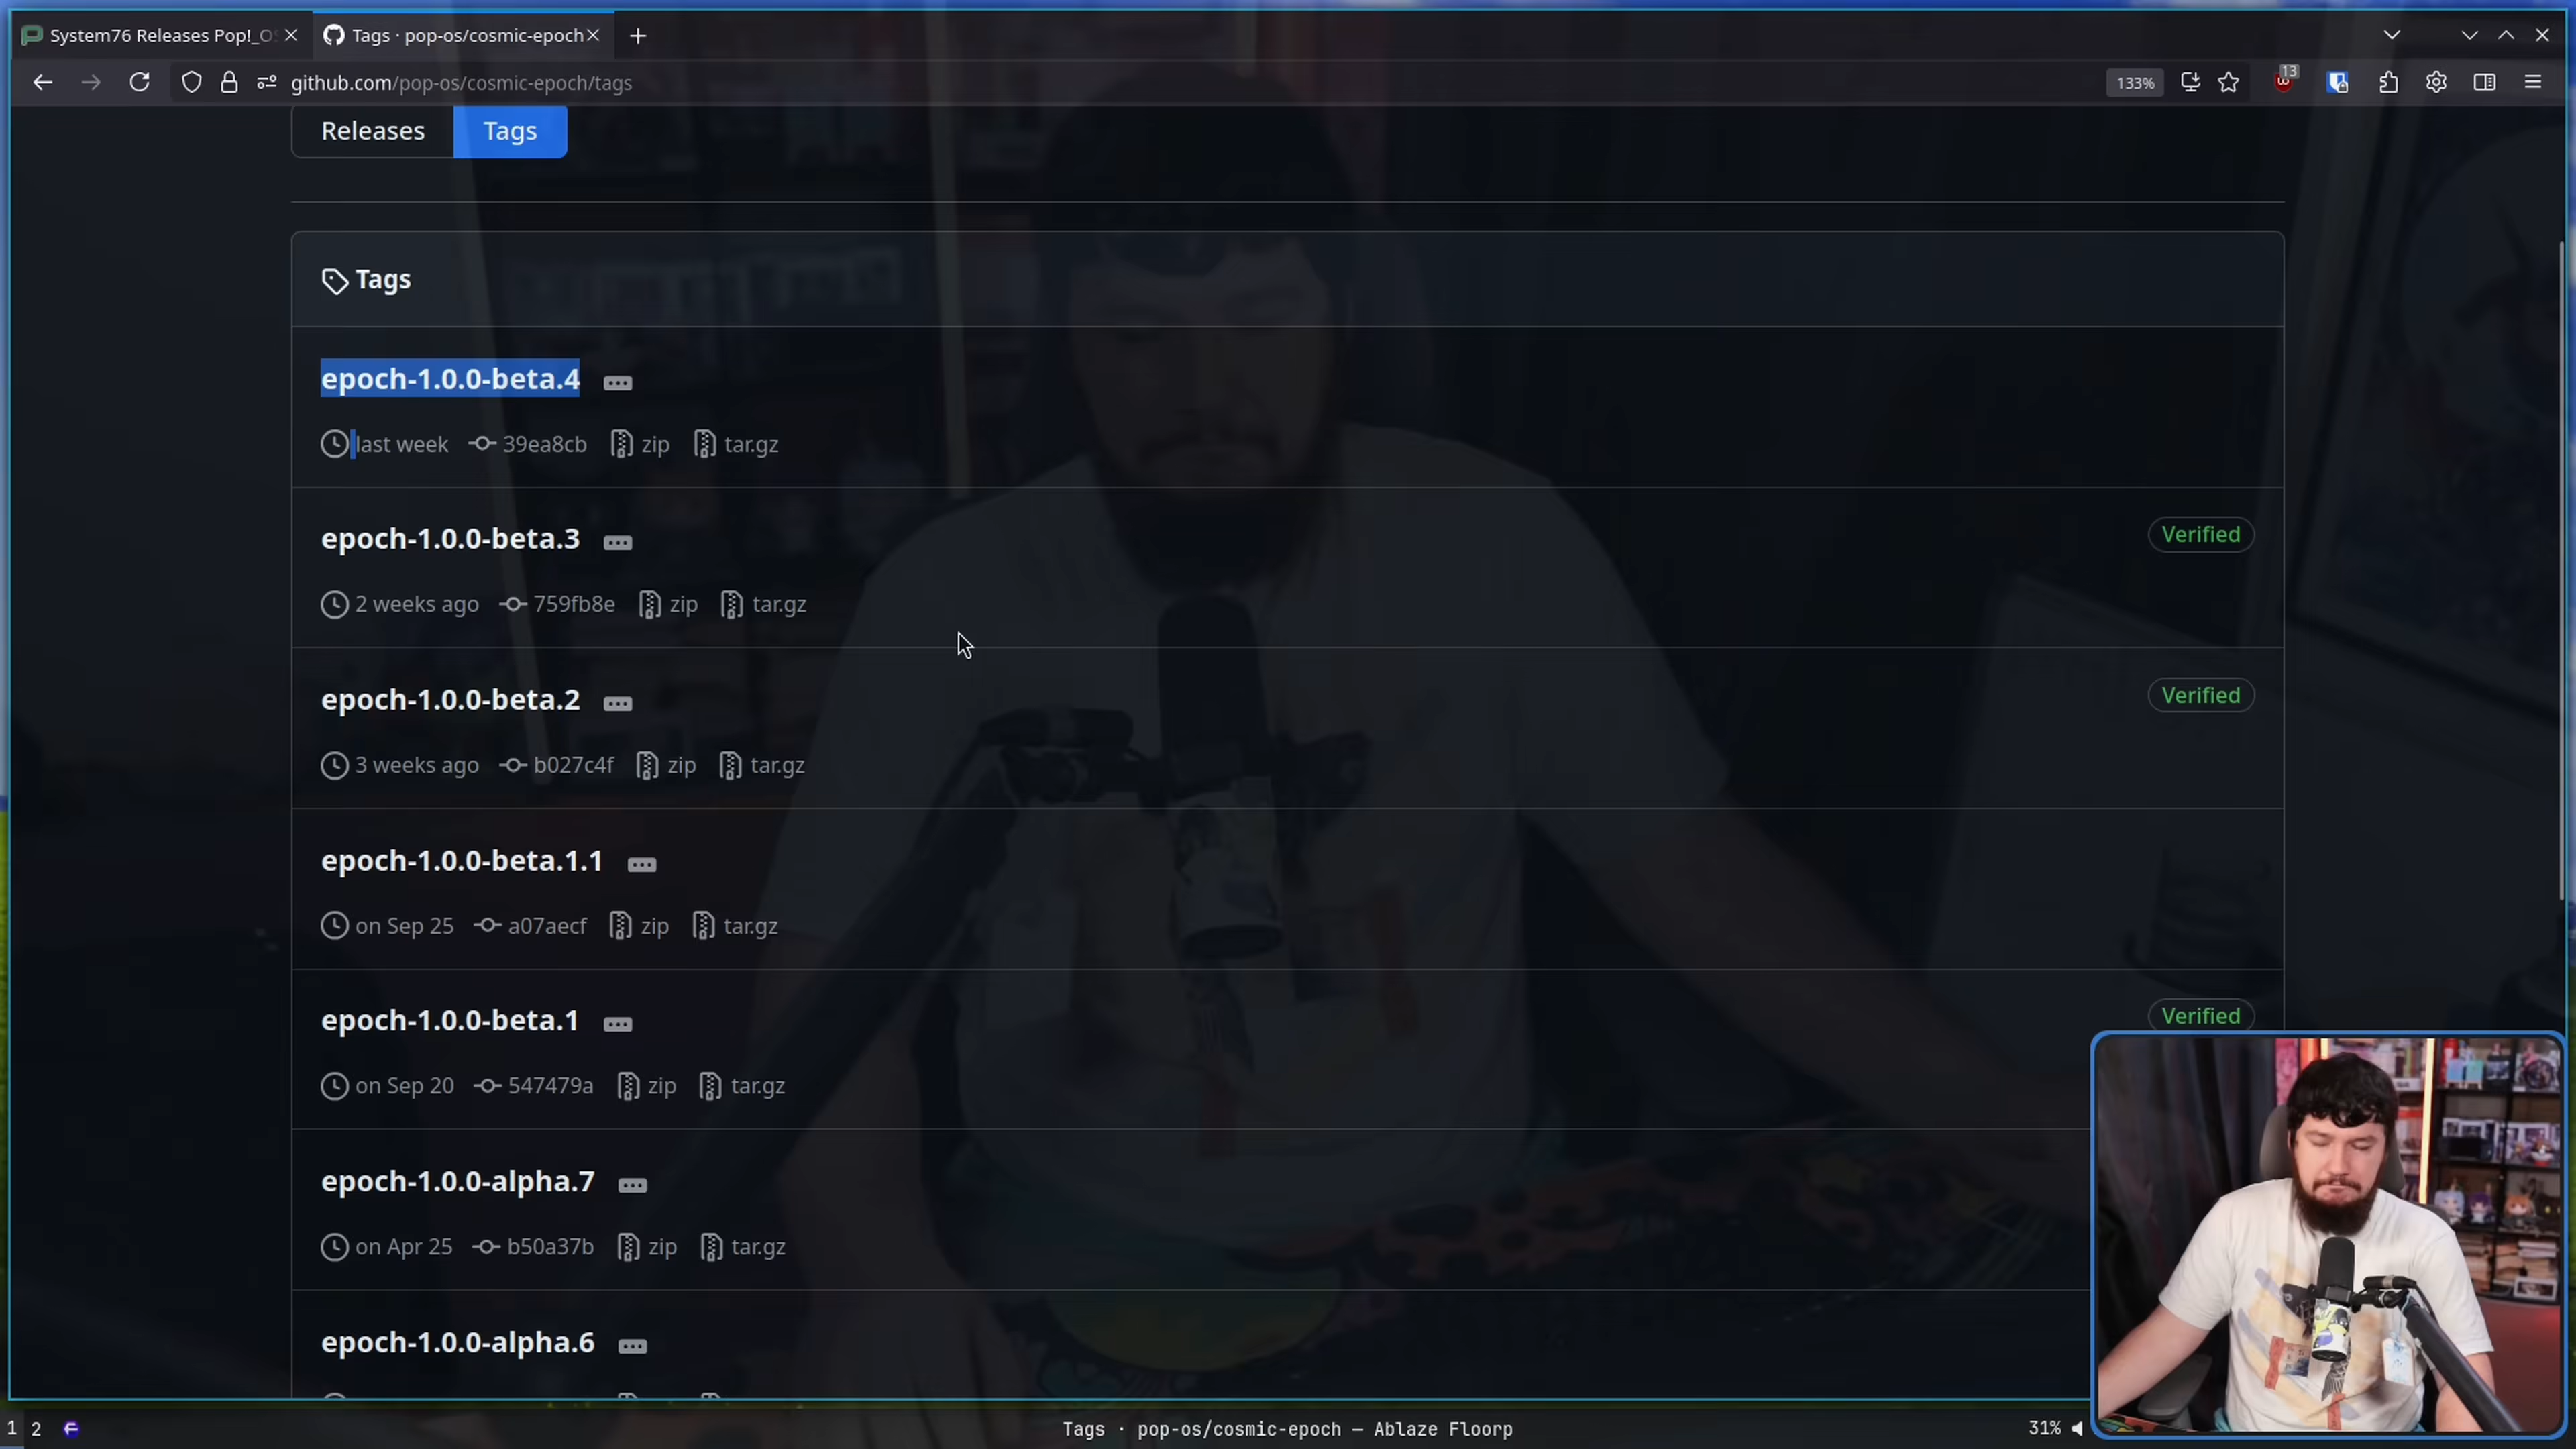 System76 Releases Pop!_OS
Tags · pop-os/cosmic-epoch
github.com/pop-os/cosmic-epoch/tags
133%
13
Releases
Tags
Tags
epoch-1.0.0-beta.4
last week 39ea8cb zip tar.gz
epoch-1.0.0-beta.3
Verified
2 weeks ago 759fb8e zip tar.gz
epoch-1.0.0-beta.2
Verified
3 weeks ago b027c4f zip tar.gz
epoch-1.0.0-beta.1.1
on Sep 25 a07aecf zip tar.gz
epoch-1.0.0-beta.1
Verified
on Sep 20 547479a zip tar.gz
epoch-1.0.0-alpha.7
on Apr 25 b50a37b zip tar.gz
epoch-1.0.0-alpha.6
1 2
Tags · pop-os/cosmic-epoch — Ablaze Floorp
31%